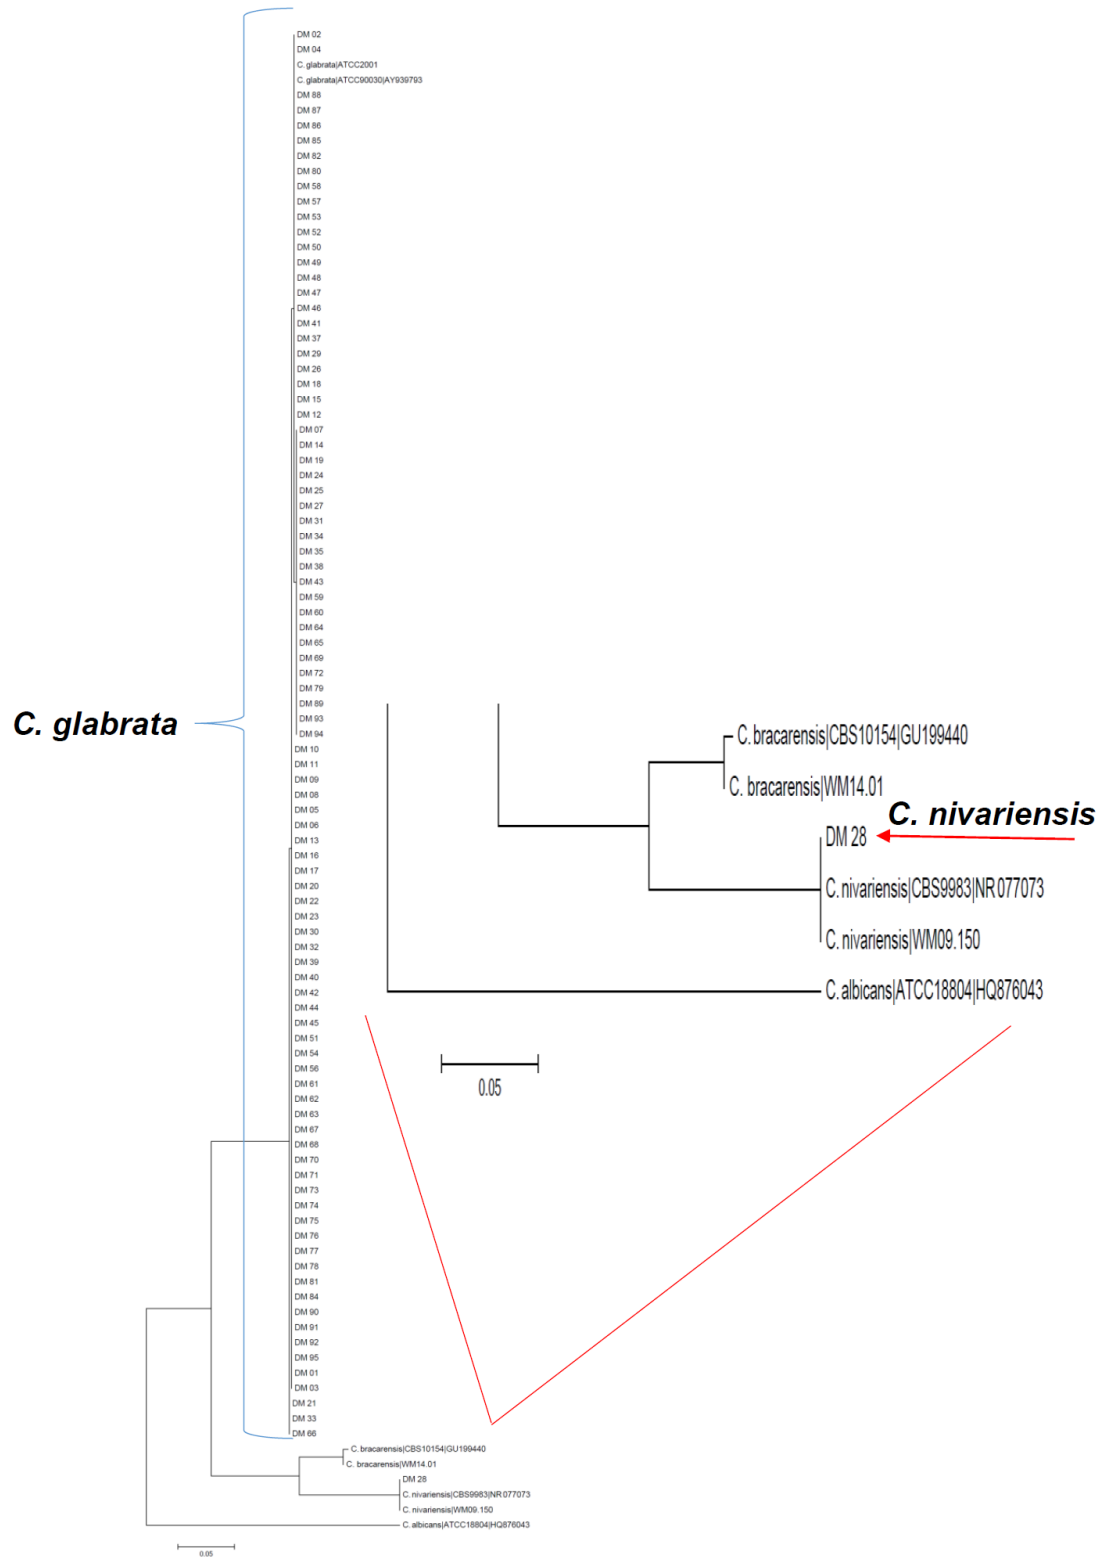 DM 02
DM 04
C. glabrata|ATCC2001
C. glabrata|ATCC90030|AY939793
DM 88
DM 87
DM 86
DM 85
DM 82
DM 80
DM 58
DM 57
DM 53
DM 52
DM 50
DM 49
DM 48
DM 47
DM 46
DM 41
DM 37
DM 29
DM 26
DM 18
DM 15
DM 12
DM 07
DM 14
DM 19
DM 24
DM 25
DM 27
DM 31
DM 34
DM 35
DM 38
DM 43
DM 59
DM 60
DM 64
DM 65
DM 69
DM 72
DM 79
DM 89
DM 93
DM 94
DM 10
DM 11
DM 09
DM 08
DM 05
DM 06
DM 13
DM 16
DM 17
DM 20
DM 22
DM 23
DM 30
DM 32
DM 39
DM 40
DM 42
DM 44
DM 45
DM 51
DM 54
DM 56
DM 61
DM 62
DM 63
DM 67
DM 68
DM 70
DM 71
DM 73
DM 74
DM 75
DM 76
DM 77
DM 78
DM 81
DM 84
DM 90
DM 91
DM 92
DM 95
DM 01
DM 03
DM 21
DM 33
DM 66
C. bracarensis|CBS10154|GU199440
C. bracarensis|WM14.01
DM 28
C. nivariensis|CBS9983|NR 077073
C. nivariensis|WM09.150
C. albicans|ATCC18804|HQ876043
0.05
C. glabrata
C. bracarensis|CBS10154|GU199440
C. bracarensis|WM14.01
C. nivariensis
DM 28
C. nivariensis|CBS9983|NR 077073
C. nivariensis|WM09.150
C. albicans|ATCC18804|HQ876043
0.05